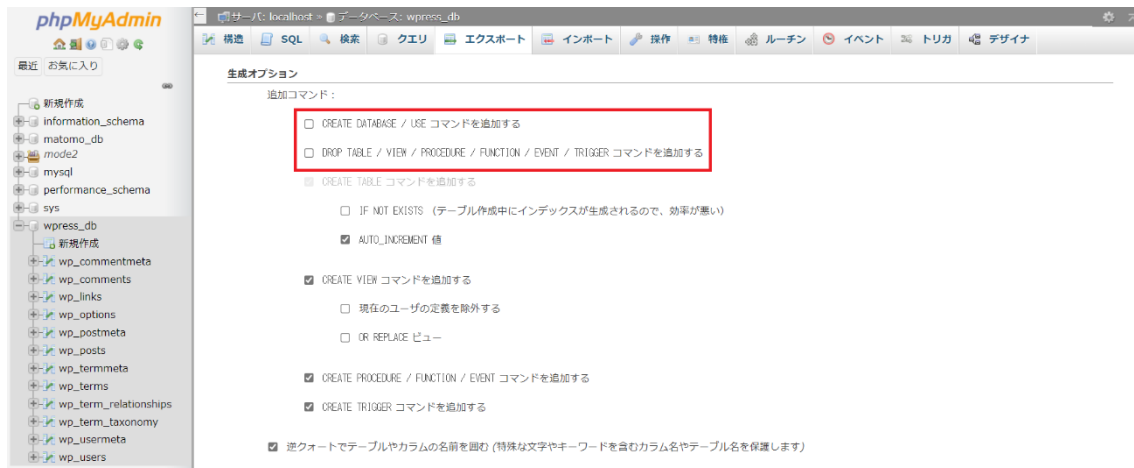 phpMyAdmin
最近 お気に入り
新規作成
information_schema
matomo_db
mode2
mysql
performance_schema
sys
wpress_db
新規作成
wp_commentmeta
wp_comments
wp_links
wp_options
wp_postmeta
wp_posts
wp_termmeta
wp_terms
wp_term_relationships
wp_term_taxonomy
wp_usermeta
wp_users
サーバ: localhost » データベース: wpress_db
構造 SQL 検索 クエリ エクスポート インポート 操作 特権 ルーチン イベント トリガ デザイナ
生成オプション
追加コマンド:
CREATE DATABASE / USE コマンドを追加する
DROP TABLE / VIEW / PROCEDURE / FUNCTION / EVENT / TRIGGER コマンドを追加する
CREATE TABLE コマンドを追加する
IF NOT EXISTS (テーブル作成中にインデックスが生成されるので、効率が悪い)
AUTO_INCREMENT 値
CREATE VIEW コマンドを追加する
現在のユーザの定義を除外する
OR REPLACE ビュー
CREATE PROCEDURE / FUNCTION / EVENT コマンドを追加する
CREATE TRIGGER コマンドを追加する
逆クォートでテーブルやカラムの名前を囲む (特殊な文字やキーワードを含むカラム名やテーブル名を保護します)